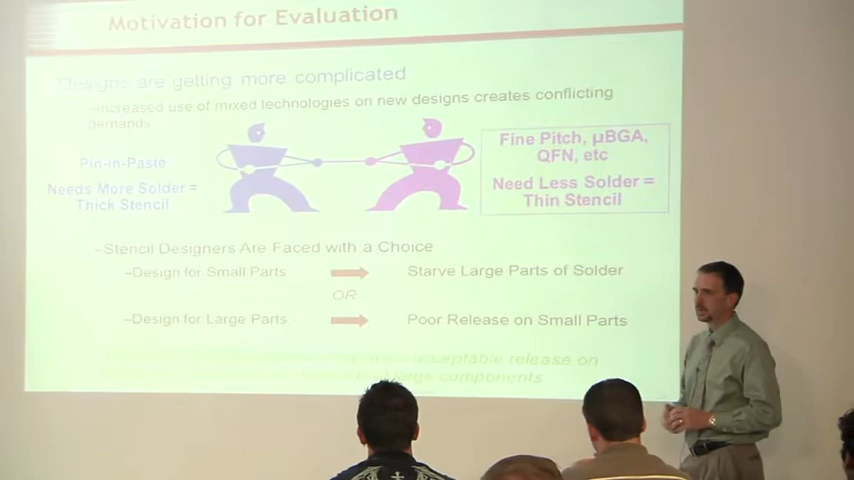 Motivation for Evaluation
Designs are getting more complicated
–Increased use of mixed technologies on new designs creates conflicting
demands
Pin-in-Paste
Needs More Solder =
Thick Stencil
Fine Pitch, µBGA,
QFN, etc
Need Less Solder =
Thin Stencil
–Stencil Designers Are Faced with a Choice
–Design for Small Parts
Starve Large Parts of Solder
OR
–Design for Large Parts
Poor Release on Small Parts
acceptable release on
large components